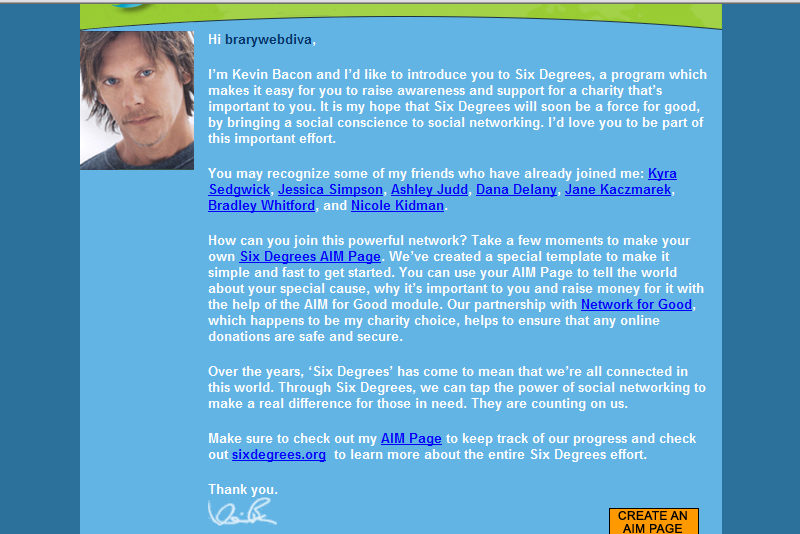 Hi brarywebdiva,
I'm Kevin Bacon and I'd like to introduce you to Six Degrees, a program which
makes it easy for you to raise awareness and support for a charity that's
important to you. It is my hope that Six Degrees will soon be a force for good,
by bringing a social conscience to social networking. I'd love you to be part of
this important effort.
You may recognize some of my friends who have already joined me: Kyra
Sedgwick, Jessica Simpson, Ashley Judd, Dana Delany, Jane Kaczmarek,
Bradley Whitford, and Nicole Kidman.
How can you join this powerful network? Take a few moments to make your
own Six Degrees AIM Page. We've created a special template to make it
simple and fast to get started. You can use your AIM Page to tell the world
about your special cause, why it's important to you and raise money for it with
the help of the AIM for Good module. Our partnership with Network for Good,
which happens to be my charity choice, helps to ensure that any online
donations are safe and secure.
Over the years, ‘Six Degrees’ has come to mean that we're all connected in
this world. Through Six Degrees, we can tap the power of social networking to
make a real difference for those in need. They are counting on us.
Make sure to check out my AIM Page to keep track of our progress and check
out sixdegrees.org to learn more about the entire Six Degrees effort.
Thank you.
CREATE AN
AIM PAGE